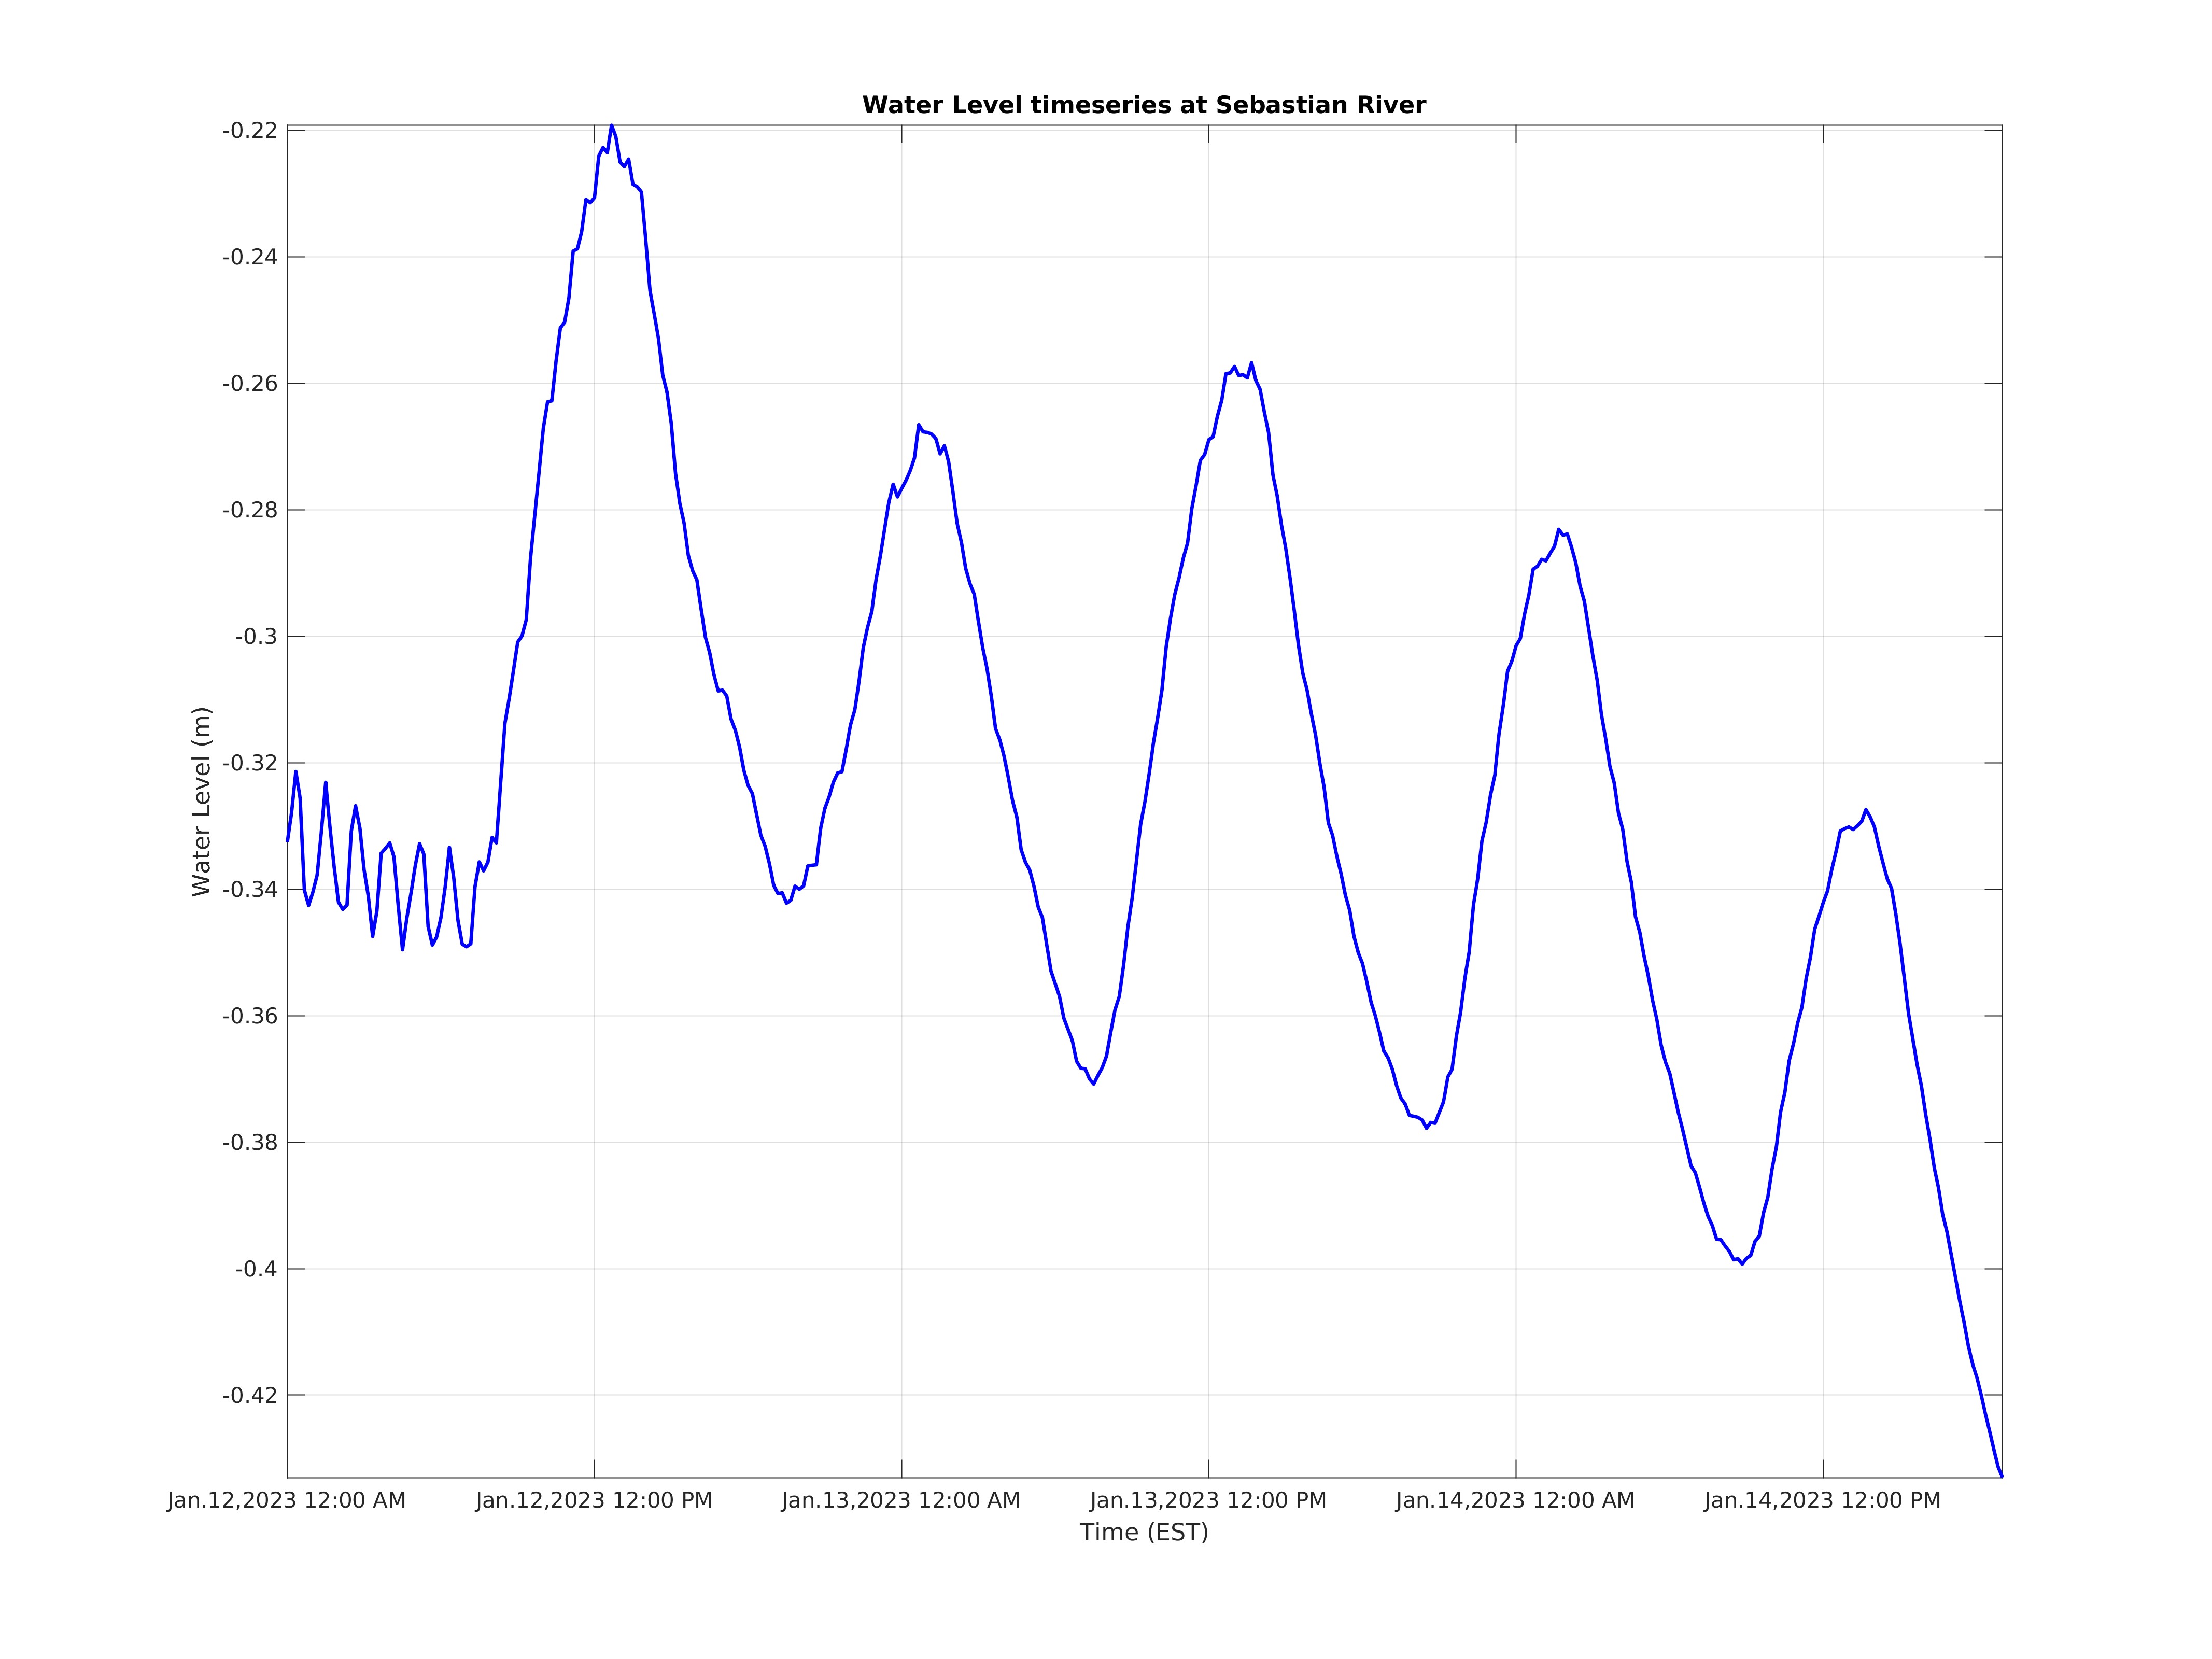 Water Level timeseries at Sebastian River
-0.22
-0.24
-0.26
-0.28
-0.3
-0.32
-0.34
-0.36
-0.38
-0.4
-0.42
Water Level (m)
Jan.12,2023 12:00 AM
Jan.12,2023 12:00 PM
Jan.13,2023 12:00 AM
Jan.13,2023 12:00 PM
Jan.14,2023 12:00 AM
Jan.14,2023 12:00 PM
Time (EST)